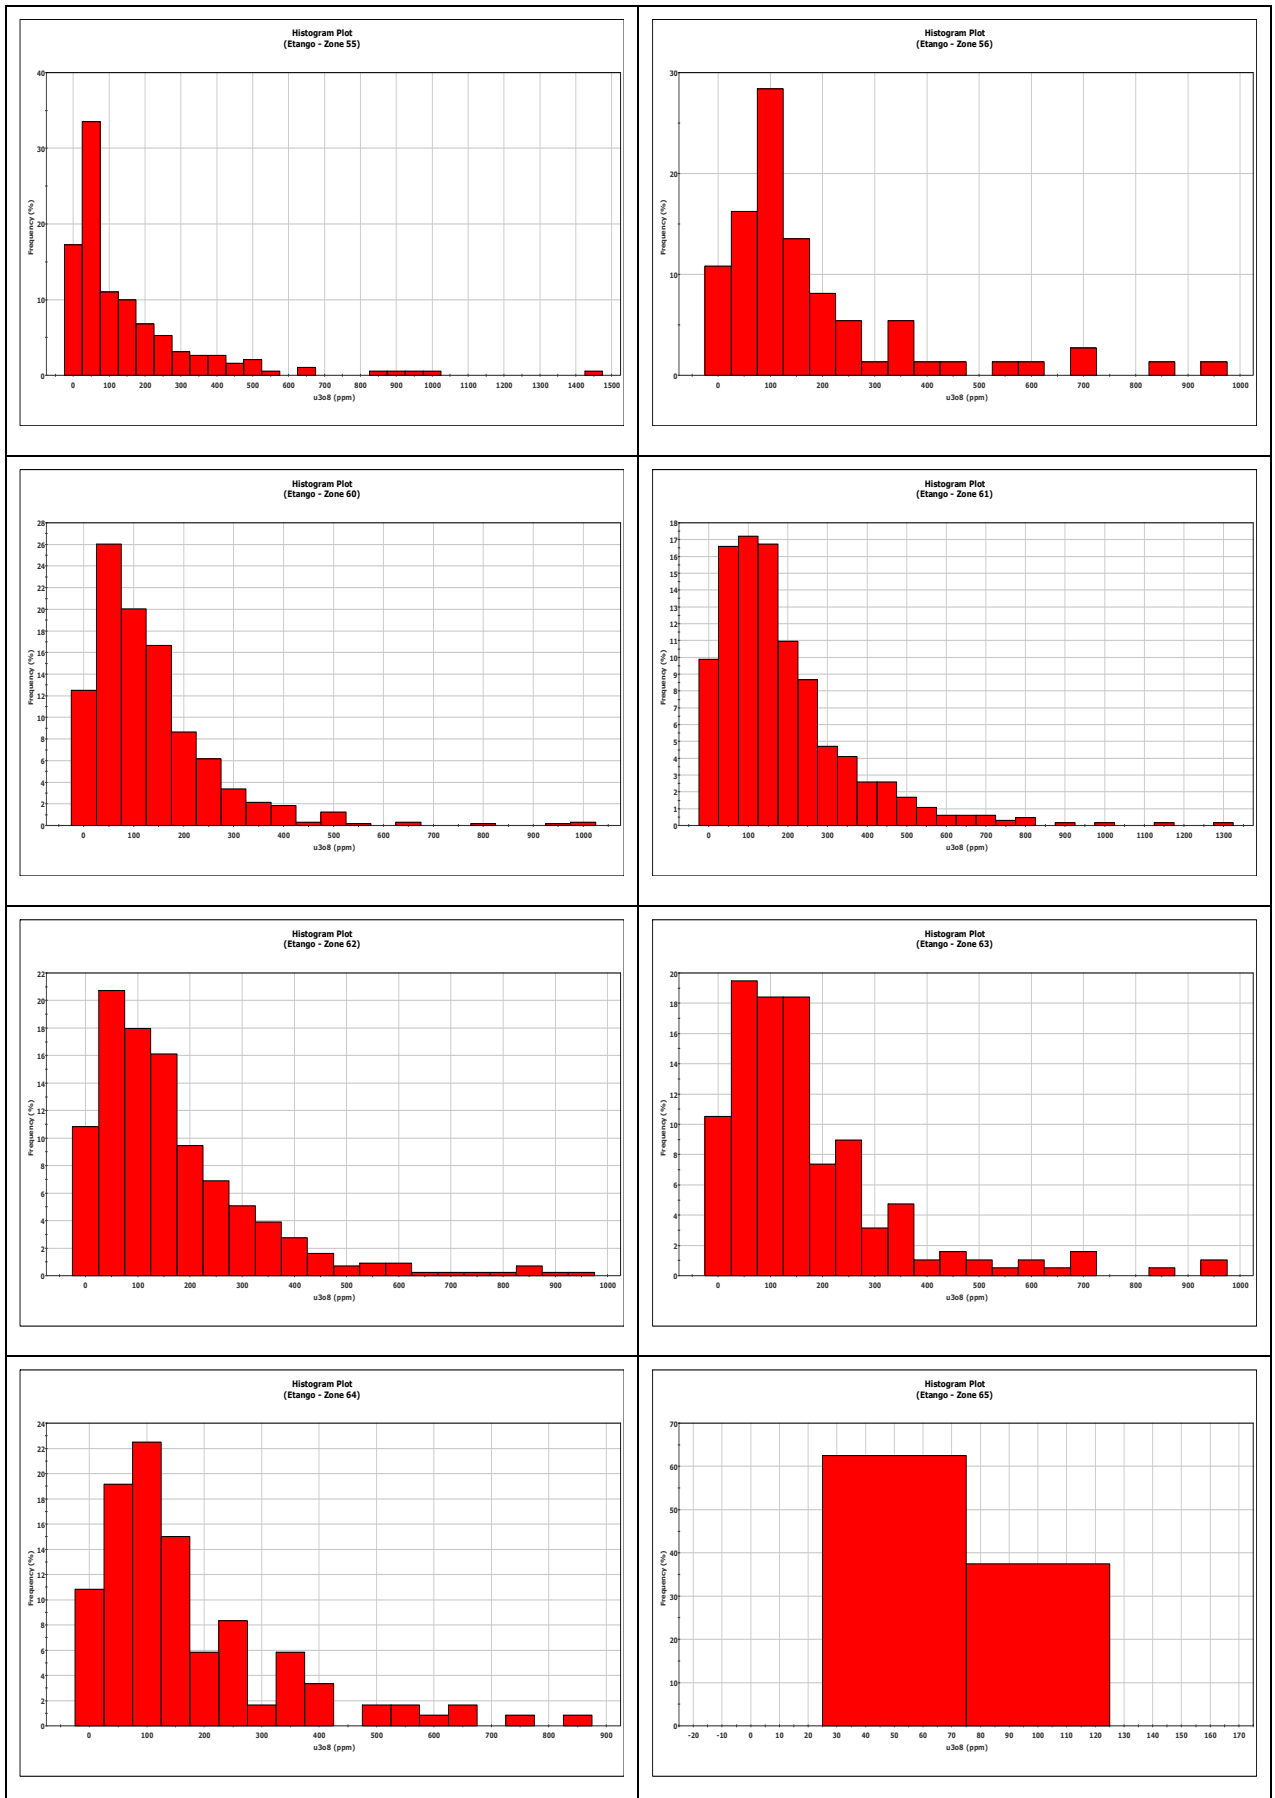 Histogram Plot
(Etango - Zone 55)
Frequency (%)
40
30
20
10
0
0 100 200 300 400 500 600 700 800 900 1000 1100 1200 1300 1400 1500
u3o8 (ppm)
Histogram Plot
(Etango - Zone 56)
Frequency (%)
30
20
10
0
0 100 200 300 400 500 600 700 800 900 1000
u3o8 (ppm)
Histogram Plot
(Etango - Zone 60)
Frequency (%)
28
26
24
22
20
18
16
14
12
10
8
6
4
2
0
0 100 200 300 400 500 600 700 800 900 1000
u3o8 (ppm)
Histogram Plot
(Etango - Zone 61)
Frequency (%)
18
17
16
15
14
13
12
11
10
9
8
7
6
5
4
3
2
1
0
0 100 200 300 400 500 600 700 800 900 1000 1100 1200 1300
u3o8 (ppm)
Histogram Plot
(Etango - Zone 62)
Frequency (%)
22
20
18
16
14
12
10
8
6
4
2
0
0 100 200 300 400 500 600 700 800 900 1000
u3o8 (ppm)
Histogram Plot
(Etango - Zone 63)
Frequency (%)
20
18
16
14
12
10
8
6
4
2
0
0 100 200 300 400 500 600 700 800 900 1000
u3o8 (ppm)
Histogram Plot
(Etango - Zone 64)
Frequency (%)
24
22
20
18
16
14
12
10
8
6
4
2
0
0 100 200 300 400 500 600 700 800 900
u3o8 (ppm)
Histogram Plot
(Etango - Zone 65)
Frequency (%)
70
60
50
40
30
20
10
0
-20 -10 0 10 20 30 40 50 60 70 80 90 100 110 120 130 140 150 160 170
u3o8 (ppm)